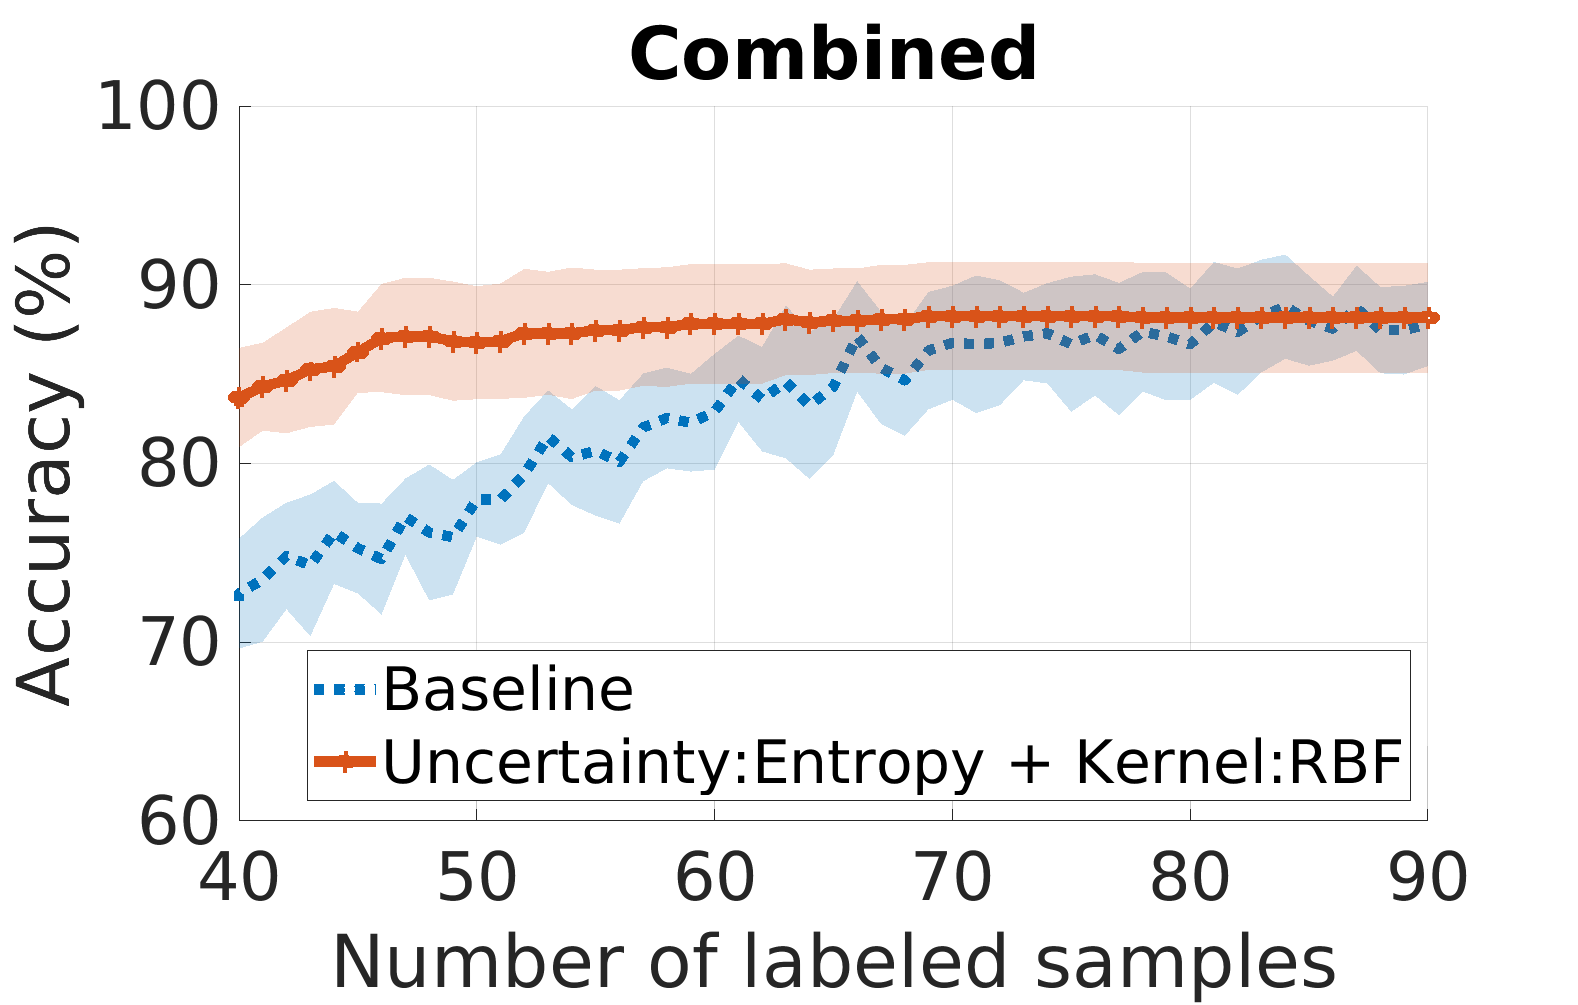 Combined
100
90
80
70
60
Accuracy (%)
Baseline
Uncertainty:Entropy + Kernel:RBF
40 50 60 70 80 90
Number of labeled samples